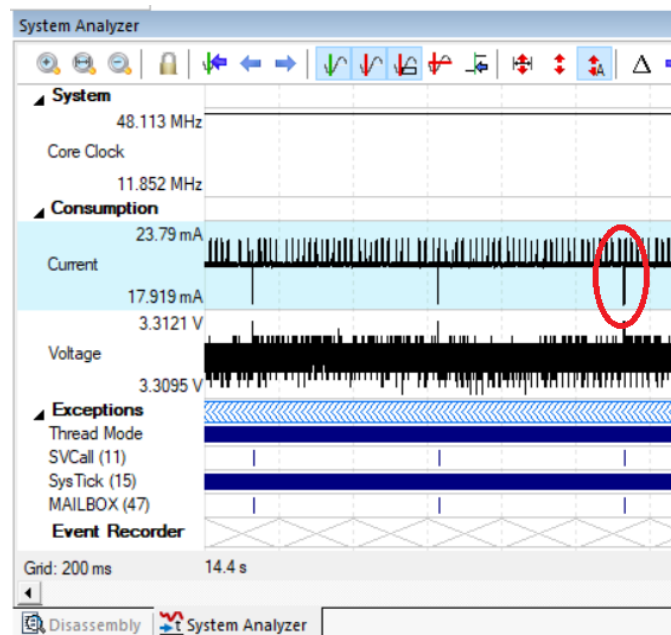 System Analyzer
System
48.113 MHz
Core Clock
11.852 MHz
Consumption
23.79 mA
Current
17.919 mA
3.3121 V
Voltage
3.3095 V
Exceptions
Thread Mode
SVCall (11)
SysTick (15)
MAILBOX (47)
Event Recorder
Grid: 200 ms 14.4 s
Disassembly System Analyzer